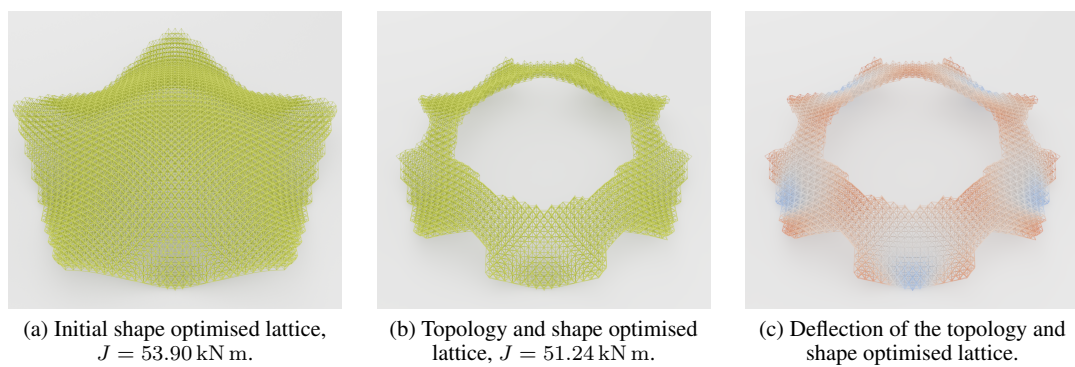 (a) Initial shape optimised lattice,
J = 53.90 kN m.
(b) Topology and shape optimised
lattice, J = 51.24 kN m.
(c) Deflection of the topology and
shape optimised lattice.